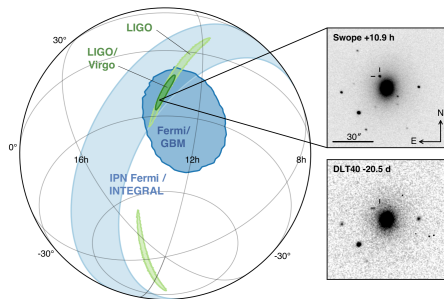 LIGO
LIGO/
Virgo
Fermi/
GBM
IPN Fermi /
INTEGRAL
30°
30°
0°
16h
12h
8h
-30°
-30°
Swope +10.9 h
30"
N
E
DLT40 -20.5 d